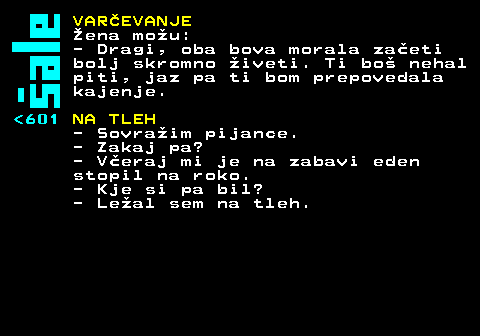 šale
VARČEVANJE
Žena možu:
- Dragi, oba bova morala začeti
bolj skromno živeti. Ti boš nehal
piti, jaz pa ti bom prepovedala
kajenje.
<601 NA TLEH
- Sovražim pijance.
- Zakaj pa?
- Včeraj mi je na zabavi eden
stopil na roko.
- Kje si pa bil?
- Ležal sem na tleh.